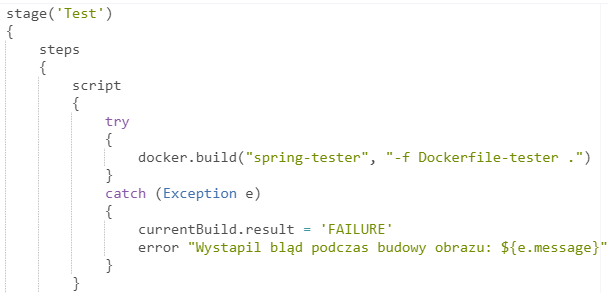 stage('Test')
{
steps
{
script
{
try
{
docker.build("spring-tester", "-f Dockerfile-tester .")
}
catch (Exception e)
{
currentBuild.result = 'FAILURE'
error "Wystapil błąd podczas budowy obrazu: ${e.message}"
}
}